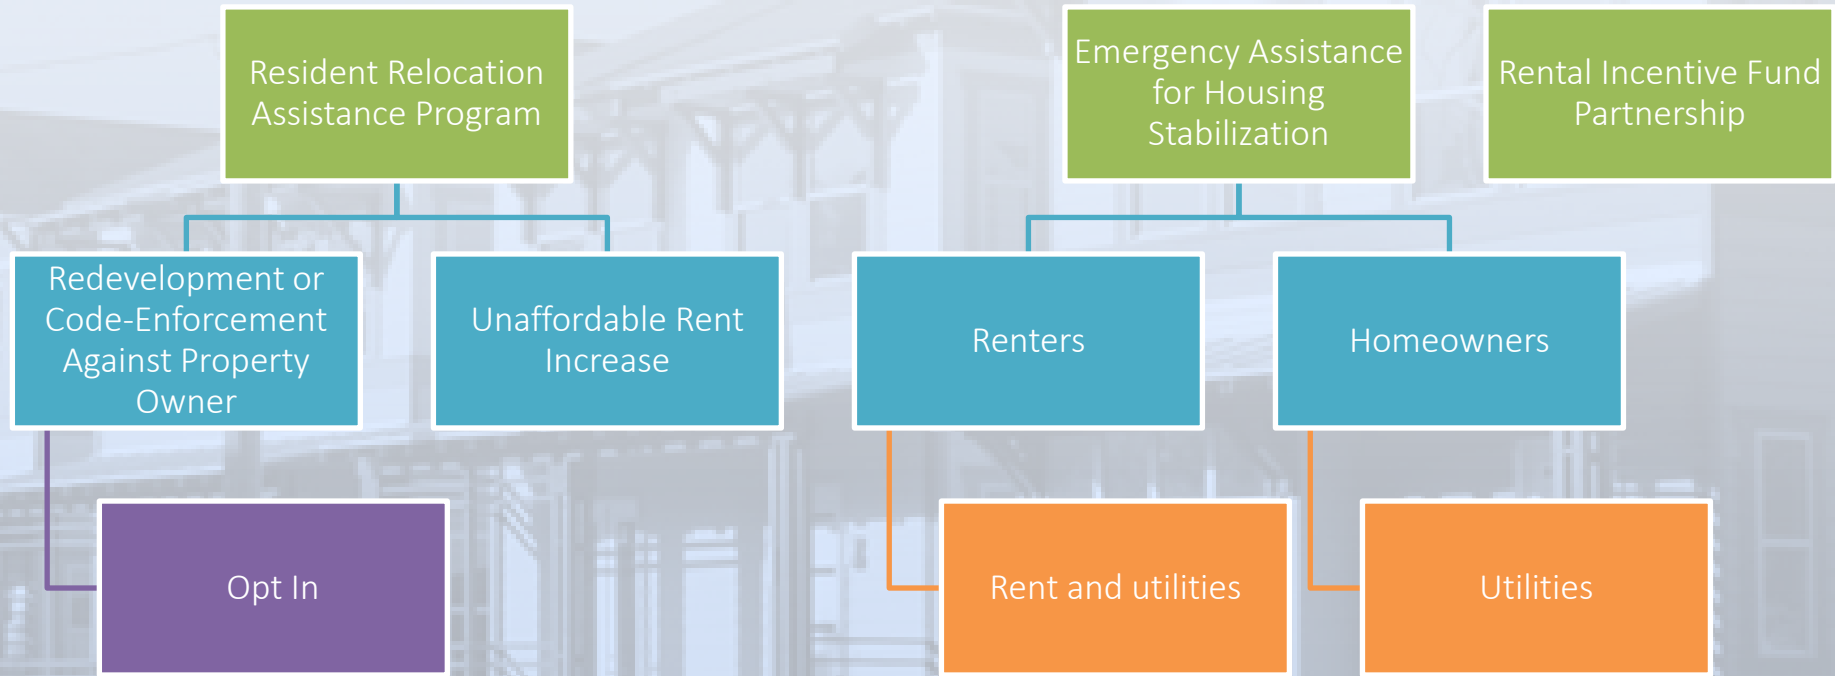 Resident Relocation
Assistance Program
Emergency Assistance
for Housing
Stabilization
Rental Incentive Fund
Partnership
Redevelopment or
Code-Enforcement
Against Property
Owner
Unaffordable Rent
Increase
Renters
Homeowners
Opt In
Rent and utilities
Utilities